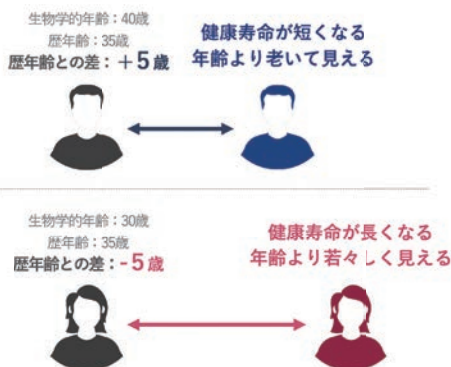 生物学的年齢：40歳
歴年齢：35歳
歴年齢との差：+5歳
健康寿命が短くなる
年齢より老いて見える
生物学的年齢：30歳
歴年齢：35歳
歴年齢との差：-5歳
健康寿命が長くなる
年齢より若々しく見える